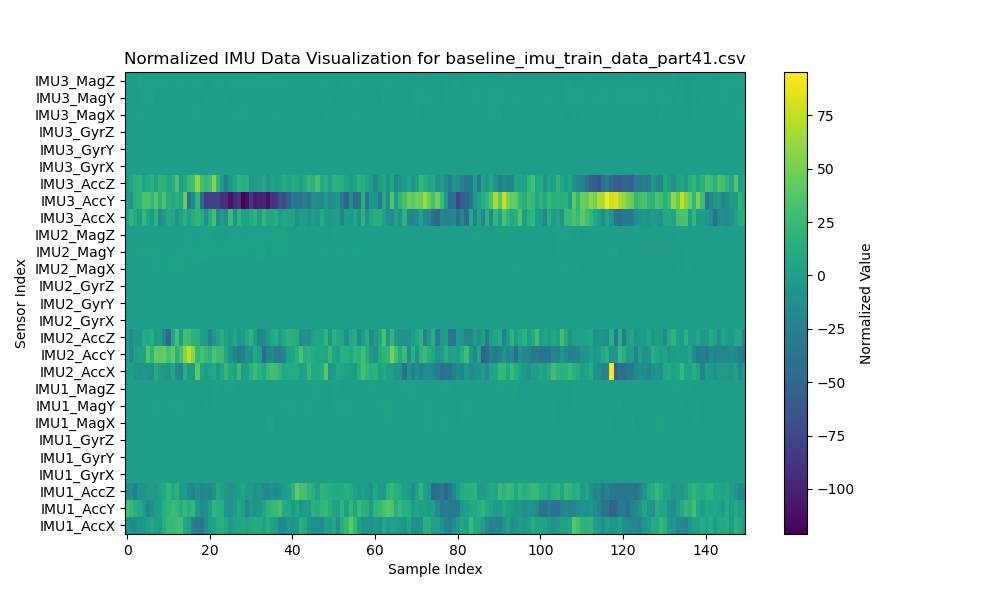 Normalized IMU Data Visualization for baseline_imu_train_data_part41.csv
IMU3_MagZ
IMU3_MagY
IMU3_MagX
IMU3_GyrZ
IMU3_GyrY
IMU3_GyrX
IMU3_AccZ
IMU3_AccY
IMU3_AccX
IMU2_MagZ
IMU2_MagY
IMU2_MagX
IMU2_GyrZ
IMU2_GyrY
IMU2_GyrX
IMU2_AccZ
IMU2_AccY
IMU2_AccX
IMU1_MagZ
IMU1_MagY
IMU1_MagX
IMU1_GyrZ
IMU1_GyrY
IMU1_GyrX
IMU1_AccZ
IMU1_AccY
IMU1_AccX
Sensor Index
0 20 40 60 80 100 120 140
Sample Index
75
50
25
0
−25
−50
−75
−100
Normalized Value